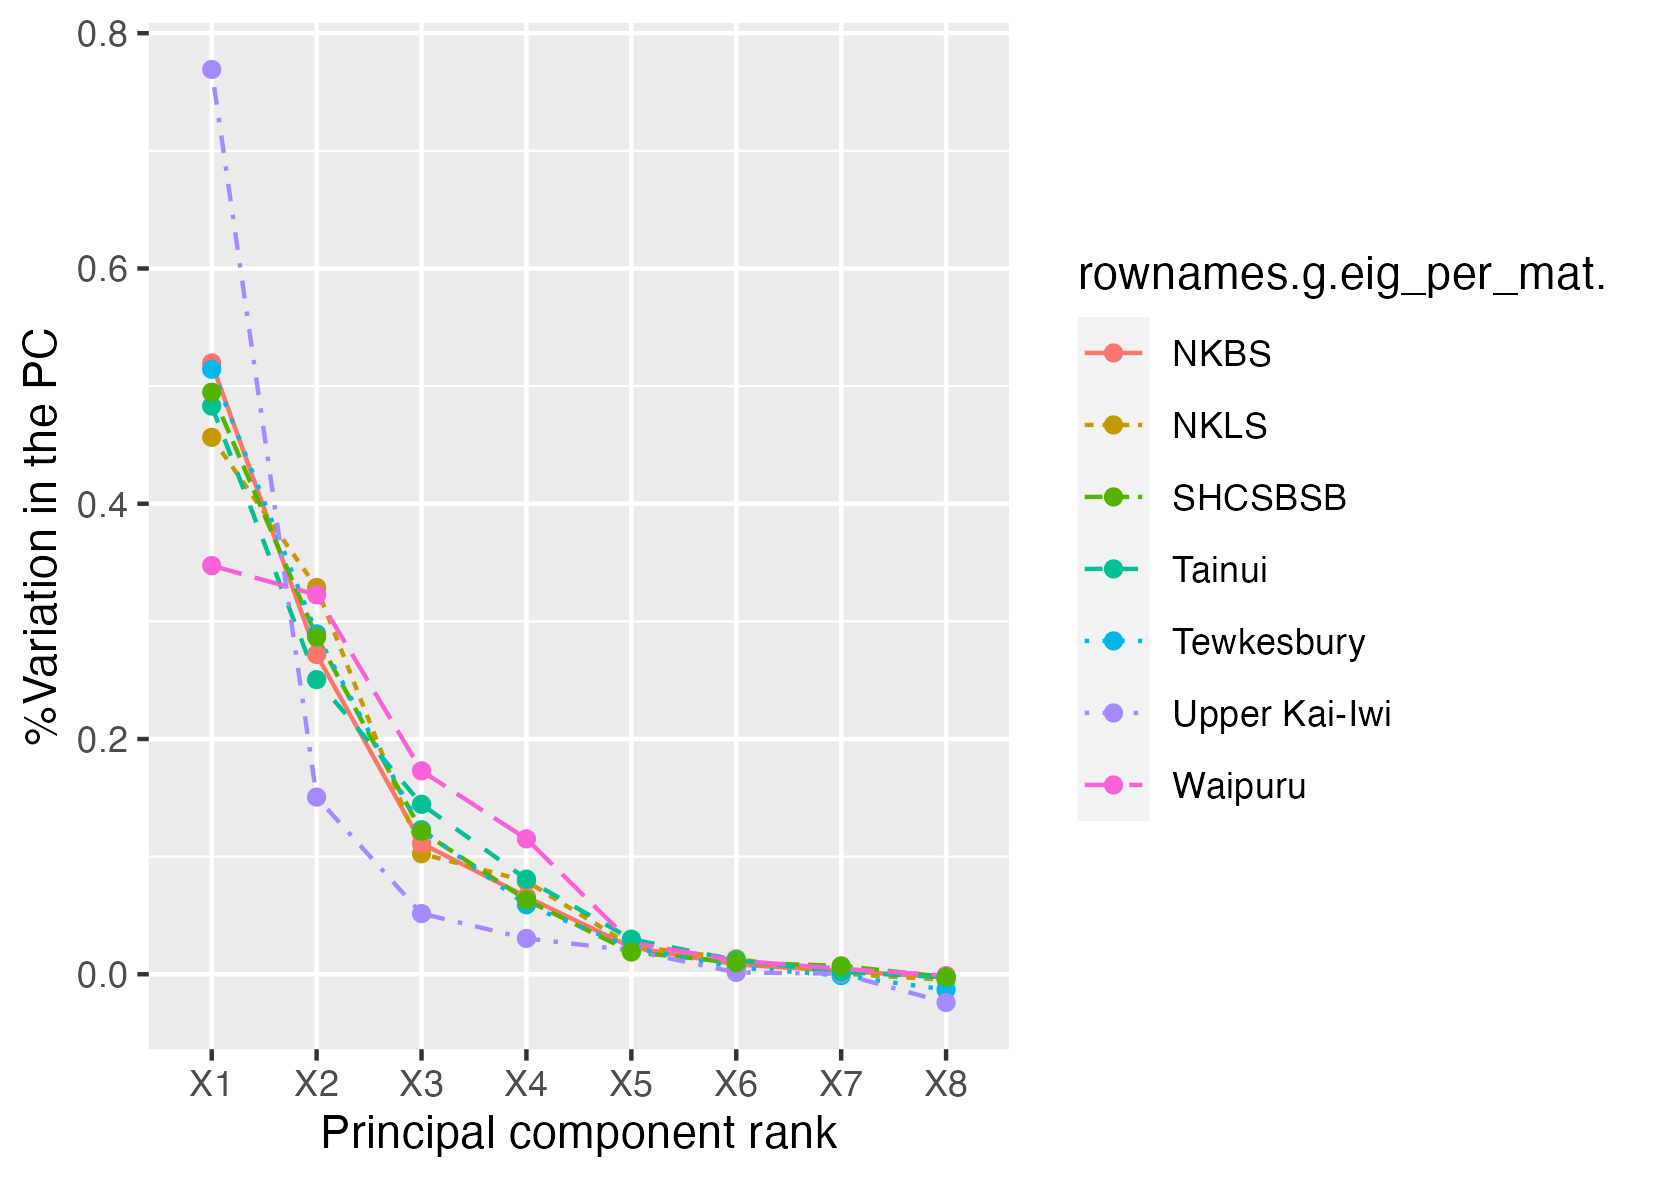 0.8
0.6
0.4
0.2
0.0
%Variation in the PC
X1 X2 X3 X4 X5 X6 X7 X8
Principal component rank
rownames.g.eig_per_mat.
NKBS
NKLS
SHCSBSB
Tainui
Tewkesbury
Upper Kai-Iwi
Waipuru